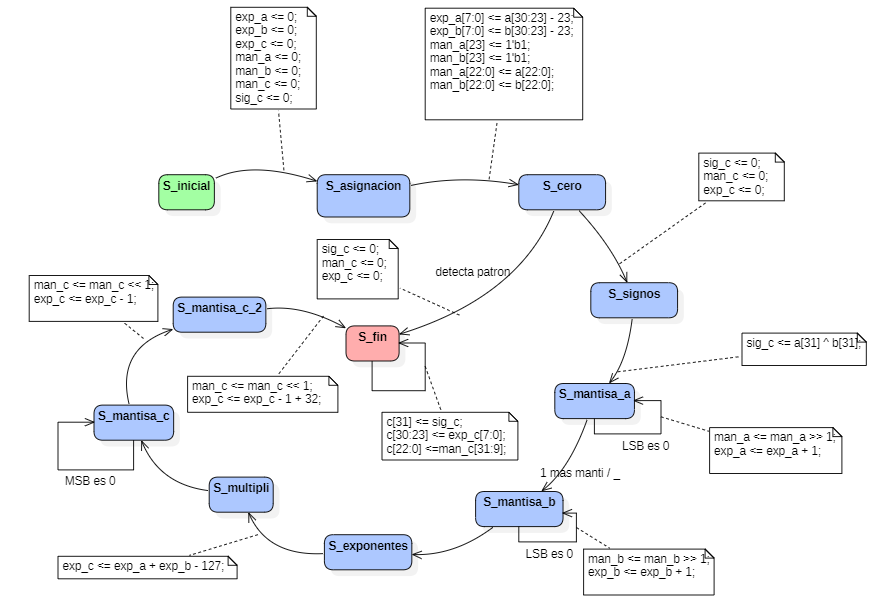 exp_a <= 0;
exp_b <= 0;
exp_c <= 0;
man_a <= 0;
man_b <= 0;
man_c <= 0;
sig_c <= 0;
exp_a[7:0] <= a[30:23] - 23;
exp_b[7:0] <= b[30:23] - 23;
man_a[23] <= 1'b1;
man_b[23] <= 1'b1;
man_a[22:0] <= a[22:0];
man_b[22:0] <= b[22:0];
S_inicial
S_asignacion
S_cero
sig_c <= 0;
man_c <= 0;
exp_c <= 0;
sig_c <= 0;
man_c <= 0;
exp_c <= 0;
detecta patron
man_c <= man_c << 1;
exp_c <= exp_c - 1;
S_mantisa_c_2
S_fin
S_signos
sig_c <= a[31] ^ b[31];
man_c <= man_c << 1;
exp_c <= exp_c - 1 + 32;
S_mantisa_a
LSB es 0
man_a <= man_a >> 1;
exp_a <= exp_a + 1;
c[31] <= sig_c;
c[30:23] <= exp_c[7:0];
c[22:0] <=man_c[31:9];
S_mantisa_c
MSB es 0
1 mas manti / _
S_multipli
S_mantisa_b
LSB es 0
man_b <= man_b >> 1;
exp_b <= exp_b + 1;
S_exponentes
exp_c <= exp_a + exp_b - 127;